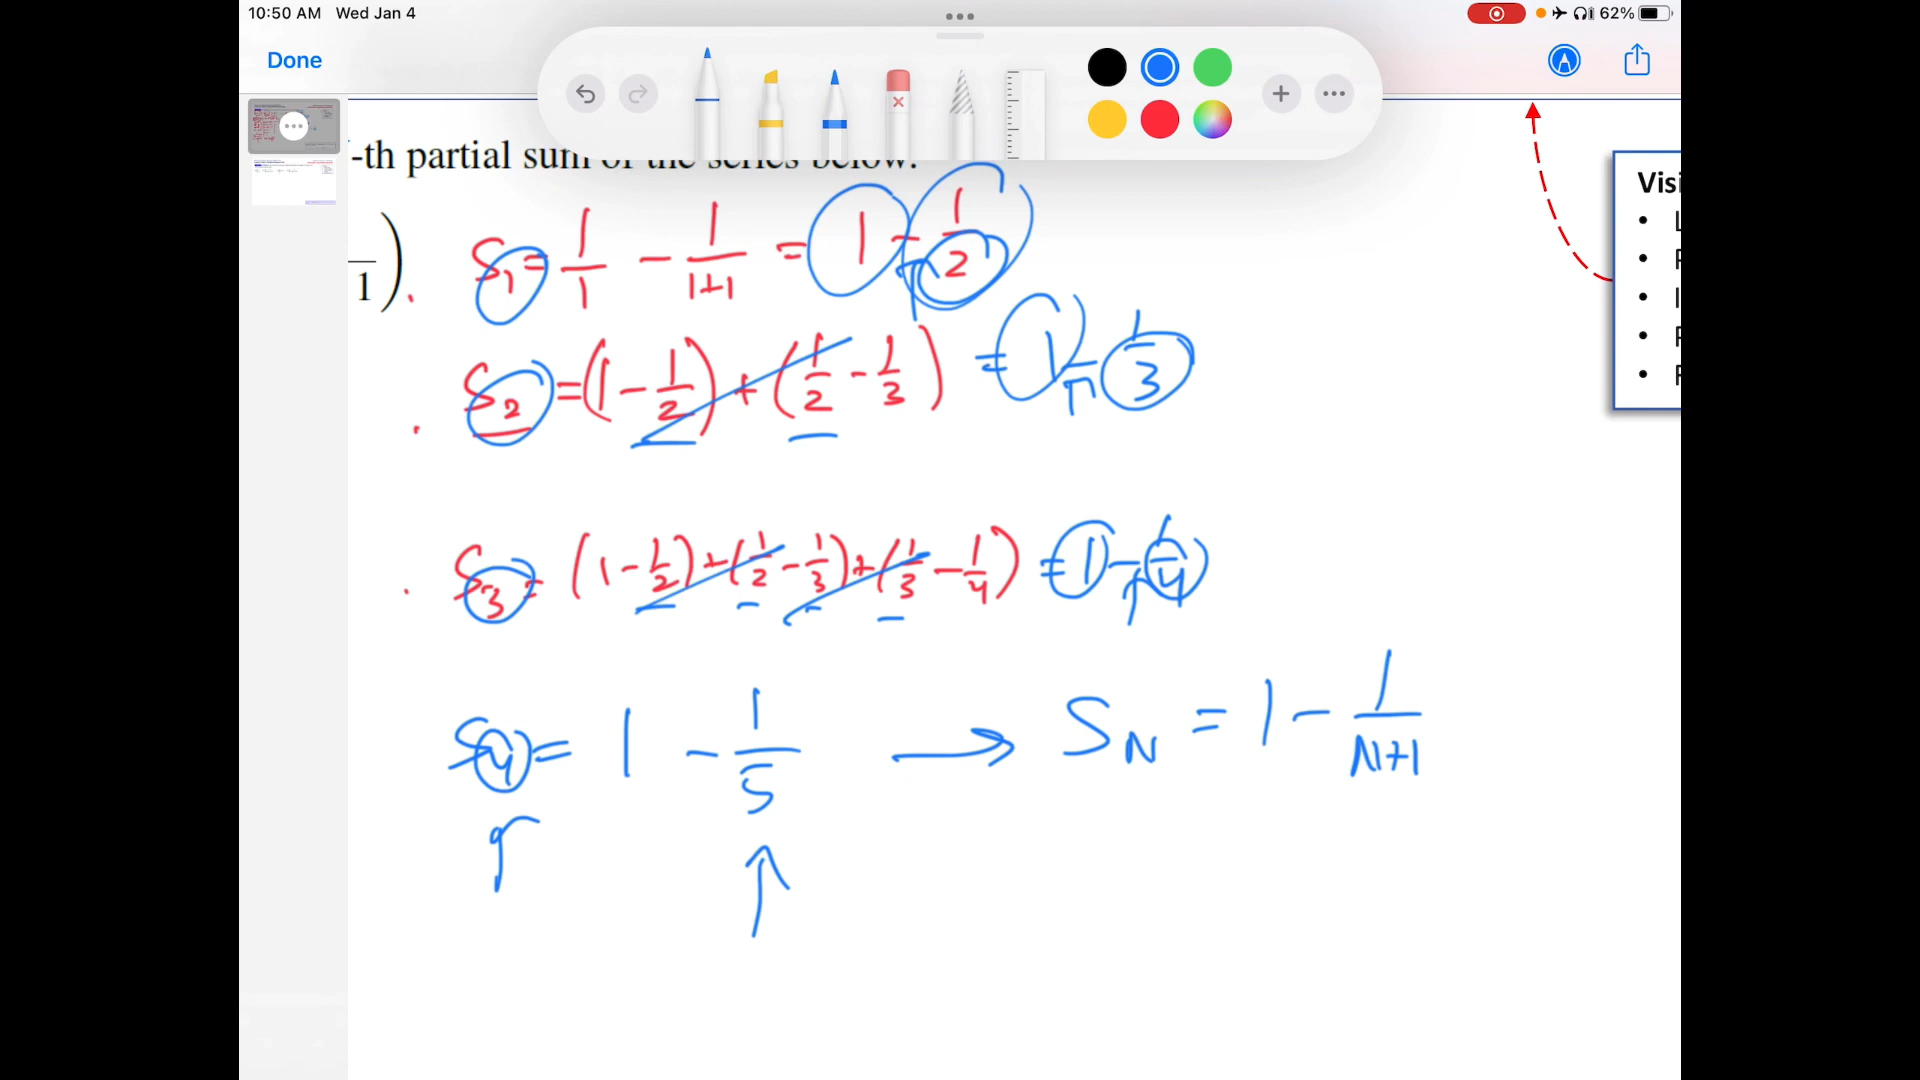 10:50 AM Wed Jan 4
62%
Done
-th partial sum of the series below.
1).
S₁ = 1/1 - 1/(1+1) = 1 - 1/2
Visi
S₂ = (1 - 1/2) + (1/2 - 1/3) = 1 - 1/3
S₃ = (1 - 1/2) + (1/2 - 1/3) + (1/3 - 1/4) = 1 - 1/4
S₄ = 1 - 1/5 → S_N = 1 - 1/(N+1)